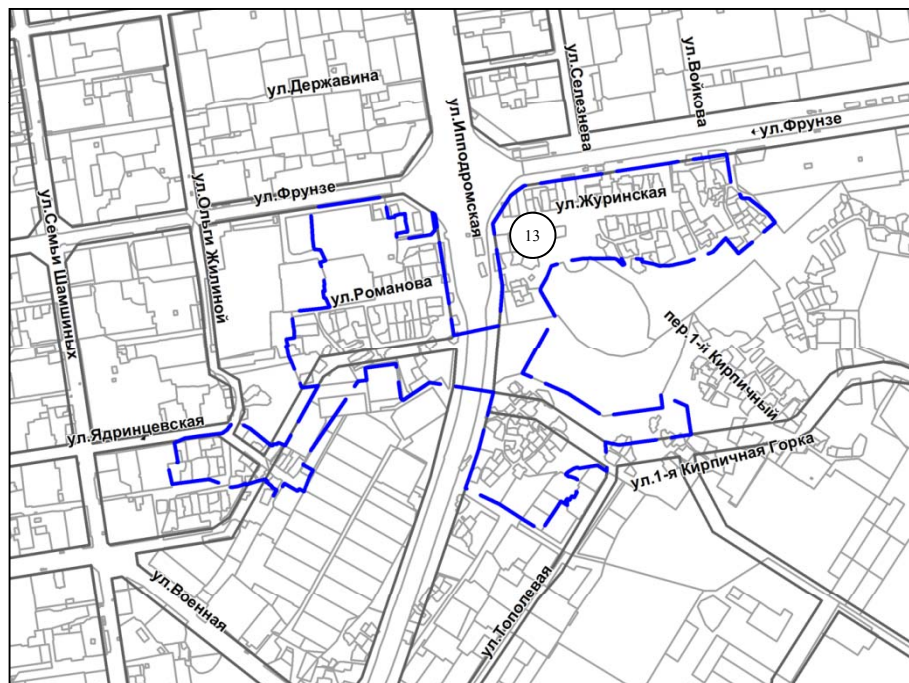 ул.Державина
ул.Селезнева
ул.Войкова
ул.Ипподромская
ул.Фрунзе
ул.Фрунзе
ул.Ольги Жилиной
ул.Семьи Шамшиных
ул.Журинская
13
ул.Романова
пер.1-й Кирпичный
ул.Ядринцевская
ул.1-я Кирпичная Горка
ул.Военная
ул.Тополевая